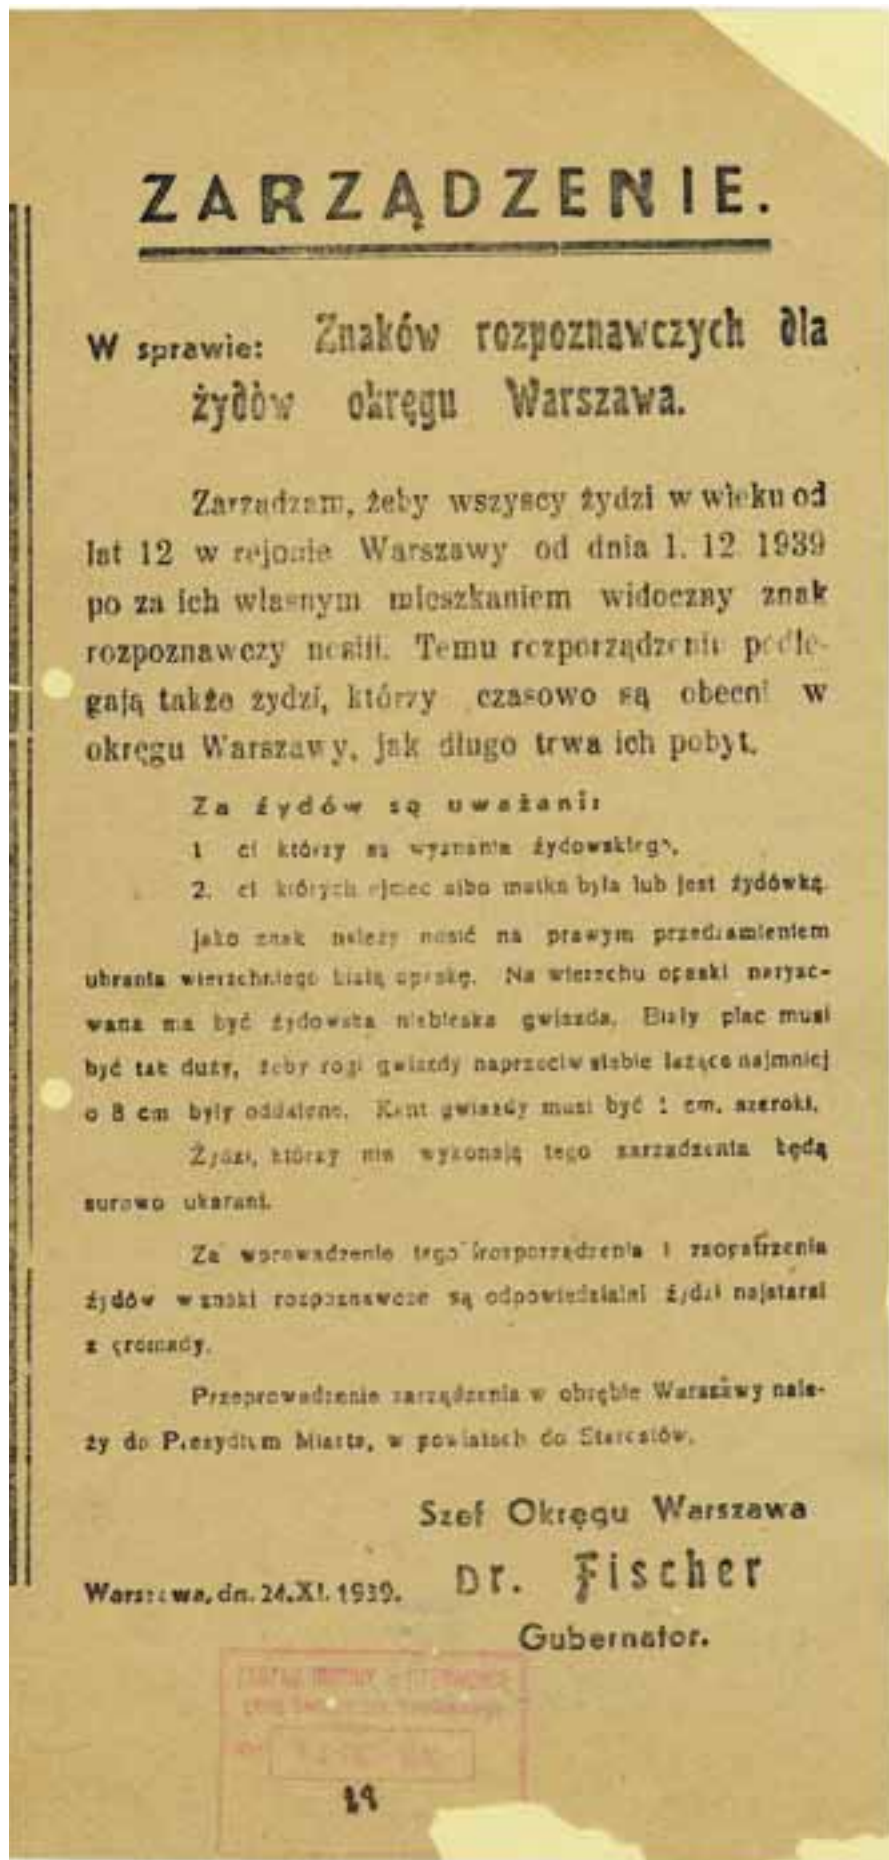 ZARZĄDZENIE.
W sprawie: Znaków rozpoznawczych dla
żydów okręgu Warszawa.
Zarządzam, żeby wszyscy żydzi w wieku od
lat 12 w rejonie Warszawy od dnia 1. 12 1939
po za ich własnym mieszkaniem widoczny znak
rozpoznawczy nosili. Temu rozporządzeniu podle-
gają także żydzi, którzy czasowo są obecni w
okręgu Warszawy, jak długo trwa ich pobyt.
Za żydów są uważani:
1 ci którzy są wyznania żydowskiego,
2. ci których ojciec albo matka była lub jest żydówką.
Jako znak należy nosić na prawym przedramieniem
ubrania wierzchniego białą opaskę. Na wierzchu opaski narysc-
wana ma być żydowska niebieska gwiazda. Biały plac musi
być tak duży, żeby rogi gwiazdy naprzeciw siebie leżące najmniej
o 8 cm były oddalone. Kant gwiazdy musi być 1 cm. szeroki.
Żydzi, którzy nie wykonają tego zarządzenia będą
surowo ukarani.
Za wprowadzenie tego rozporządzenia i zaopatrzenia
żydów w znaki rozpoznawcze są odpowiedzialni żydzi najstarsi
z gromady.
Przeprowadzenie zarządzenia w obrębie Warszawy nale-
ży do Prezydium Miasta, w powiatach do Starostów.
Szef Okręgu Warszawa
Warszawa, dn. 24.XI. 1939. Dr. Fischer
Gubernator.
29